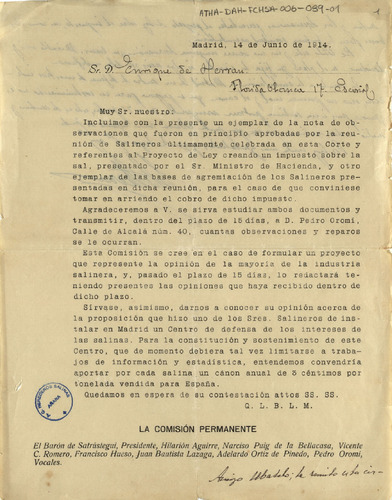 ATHA-DAH-FCHSA-006-089-01
1
Madrid, 14 de Junio de 1914.
Sr. D. Enrique de Herran
Florida blanca 17. Escorial
Muy Sr. nuestro:
Incluimos con la presente un ejemplar de la nota de ob-
servaciones que fueron en principio aprobadas por la reu-
nión de Salineros últimamente celebrada en esta Corte y
referentes al Proyecto de Ley creando un impuesto sobre la
sal, presentado por el Sr. Ministro de Hacienda, y otro
ejemplar de las bases de agremiación de los Salineros pre-
sentadas en dicha reunión, para el caso de que conviniese
tomar en arriendo el cobro de dicho impuesto.
Agradeceremos a V. se sirva estudiar ambos documentos y
transmitir, dentro del plazo de 15 días, a D. Pedro Oromí,
Calle de Alcalá núm. 40, cuantas observaciones y reparos
se le ocurran.
Esta Comisión se cree en el caso de formular un proyecto
que represente la opinión de la mayoría de la industria
salinera, y, pasado el plazo de 15 días, lo redactará te-
niendo presentes las opiniones que haya recibido dentro
de dicho plazo.
Sírvase, asimismo, darnos a conocer su opinión acerca de
la proposición que hizo uno de los Sres. Salineros de ins-
talar en Madrid un Centro de defensa de los intereses de
las salinas. Para la constitución y sostenimiento de este
Centro, que de momento debiera tal vez limitarse a traba-
jos de información y estadística, entendemos convendría
aportar por cada salina un cánon anual de 5 céntimos por
tonelada vendida para España.
Quedamos en espera de su contestación attos SS. SS.
Q. L. B. L. M.
LA COMISIÓN PERMANENTE
El Barón de Satrústegui, Presidente, Hilarión Aguirre, Narciso Puig de la Bellacasa, Vicente
C. Romero, Francisco Hacso, Juan Bautista Lazaga, Adelardo Ortiz de Pinedo, Pedro Oromí,
Vocales.
Amigo